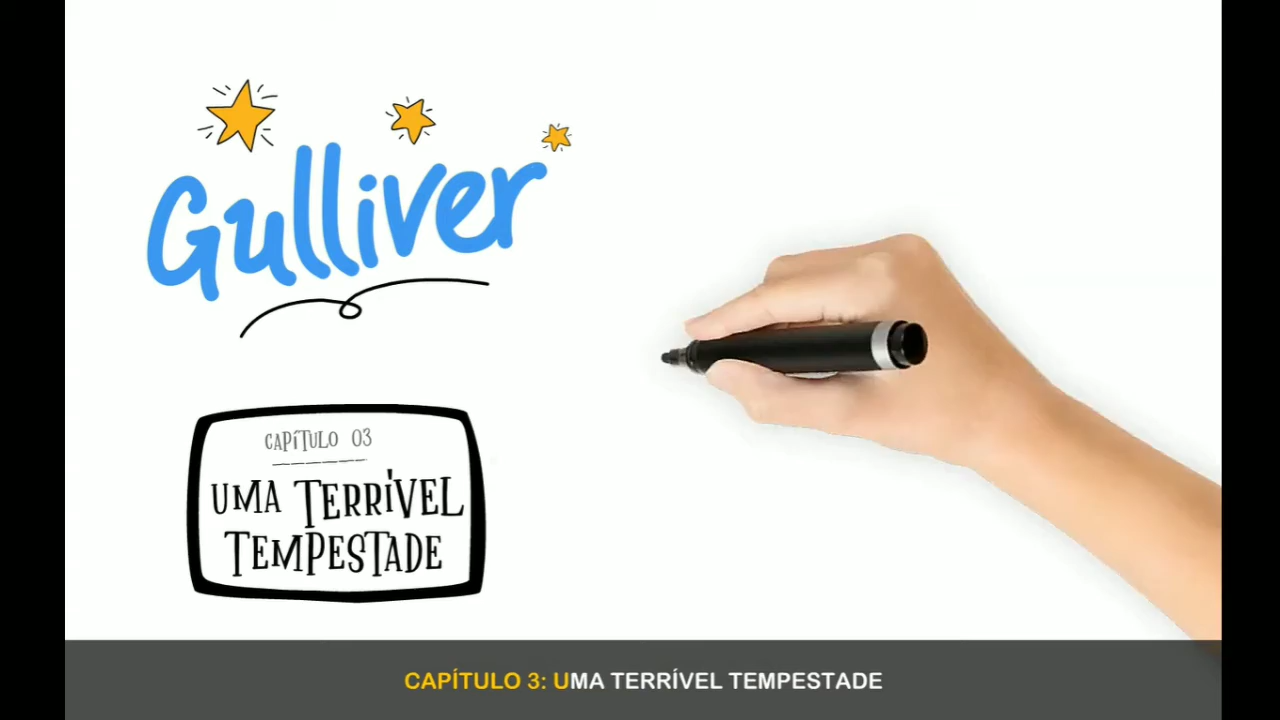 Gulliver
CAPÍTULO 03
UMA TERRÍVEL
TEMPESTADE
CAPÍTULO 3: UMA TERRÍVEL TEMPESTADE